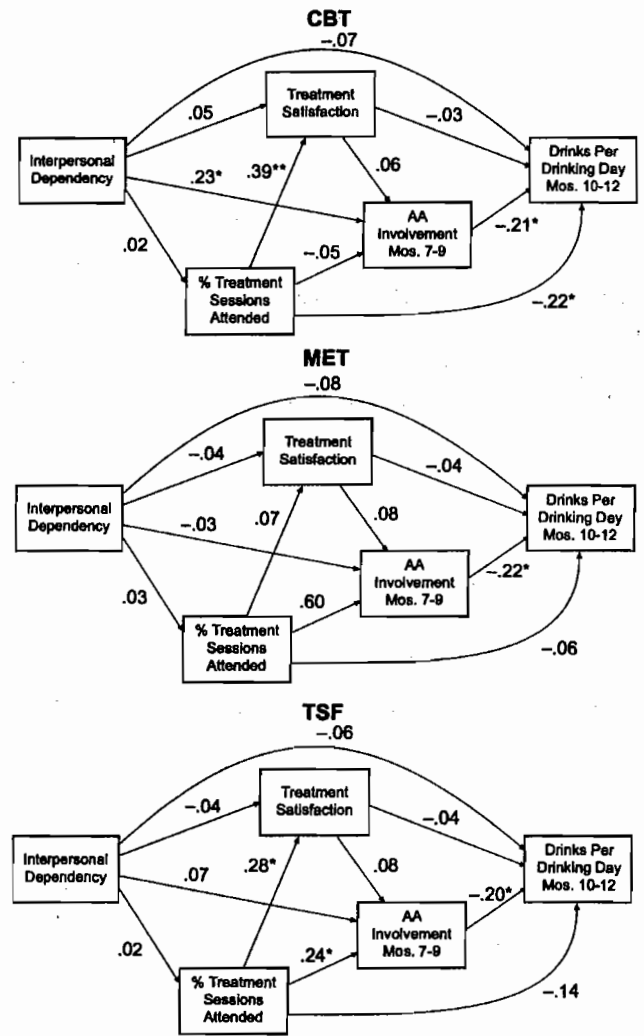 CBT
–.07
Treatment
Satisfaction
.05
–.03
Interpersonal
Dependency
Drinks Per
Drinking Day
Mos. 10-12
.23*
.39**
.06
AA
Involvement
Mos. 7-9
–.21*
.02
–.05
% Treatment
Sessions
Attended
–.22*
MET
–.08
Treatment
Satisfaction
–.04
–.04
Interpersonal
Dependency
Drinks Per
Drinking Day
Mos. 10-12
–.03
.07
.08
AA
Involvement
Mos. 7-9
–.22*
.03
.60
% Treatment
Sessions
Attended
–.06
TSF
–.06
Treatment
Satisfaction
–.04
–.04
Interpersonal
Dependency
Drinks Per
Drinking Day
Mos. 10-12
.07
.28*
.08
AA
Involvement
Mos. 7-9
–.20*
.02
.24*
% Treatment
Sessions
Attended
–.14